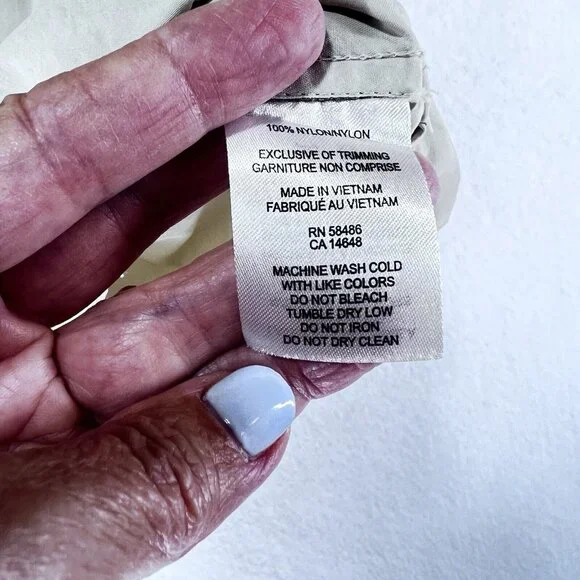 100% NYLON/NYLON
EXCLUSIVE OF TRIMMING
GARNITURE NON COMPRISE
MADE IN VIETNAM
FABRIQUÉ AU VIETNAM
RN 58486
CA 14648
MACHINE WASH COLD
WITH LIKE COLORS
DO NOT BLEACH
TUMBLE DRY LOW
DO NOT IRON
DO NOT DRY CLEAN